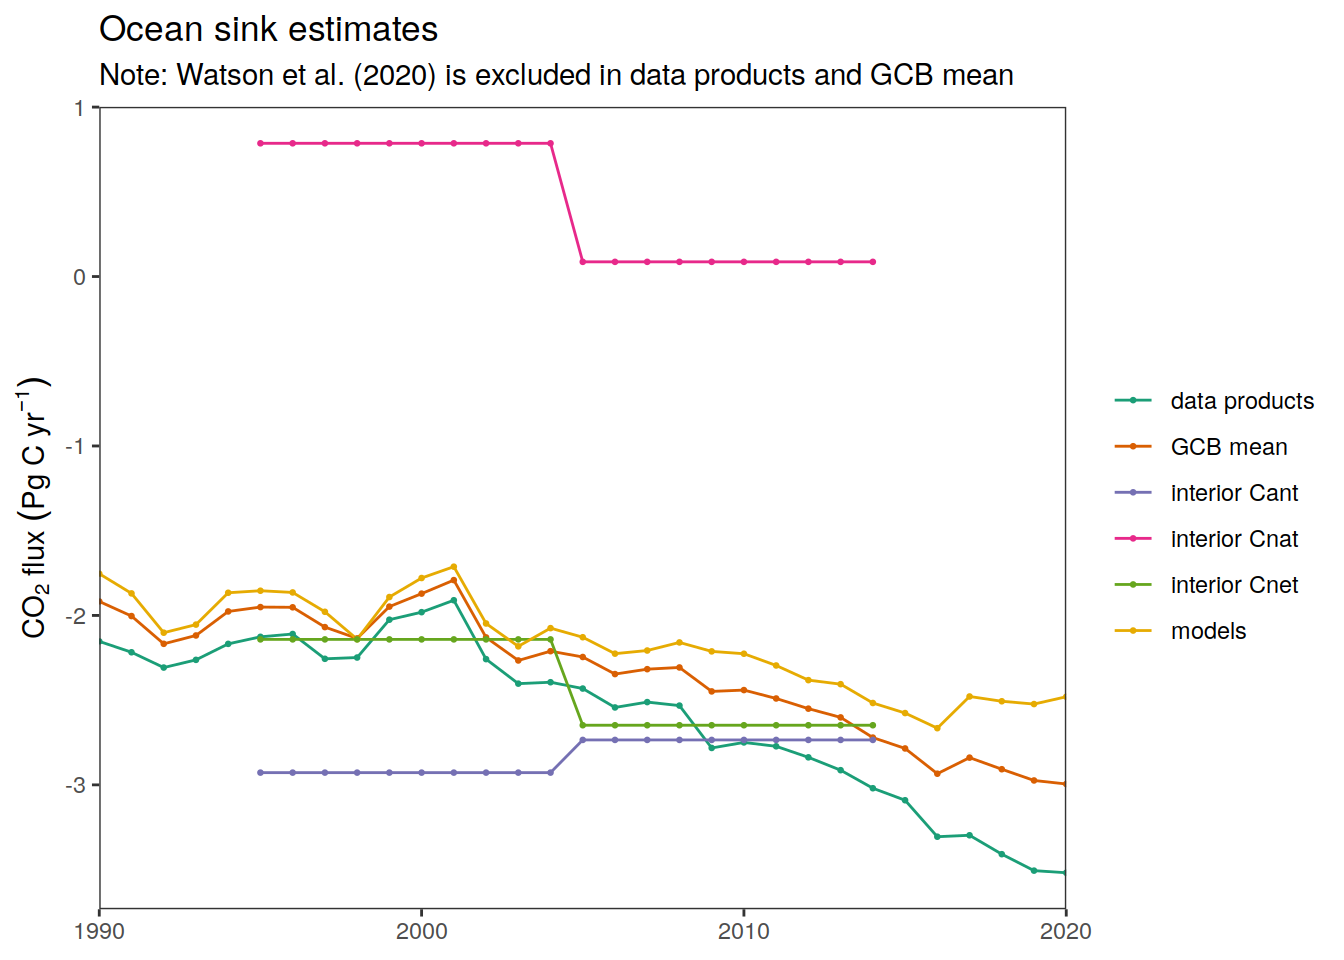 Ocean sink estimates
Note: Watson et al. (2020) is excluded in data products and GCB mean
1
0
-1
-2
-3
CO₂ flux (Pg C yr⁻¹)
1990
2000
2010
2020
data products
GCB mean
interior Cant
interior Cnat
interior Cnet
models